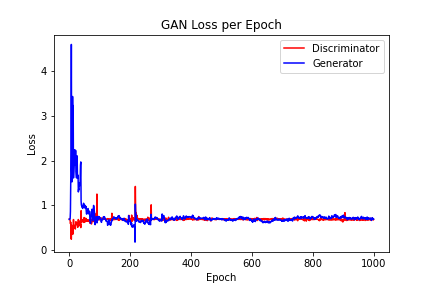 GAN Loss per Epoch
Discriminator
Generator
Loss
4
3
2
1
0
0 200 400 600 800 1000
Epoch